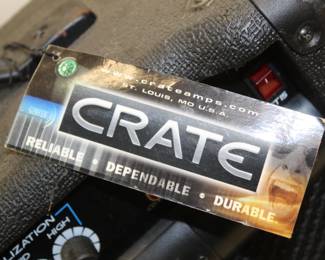 www.crateamps.com
ST. LOUIS, MO U.S.A.
CRATE
RELIABLE • DEPENDABLE • DURABLE
HIGH